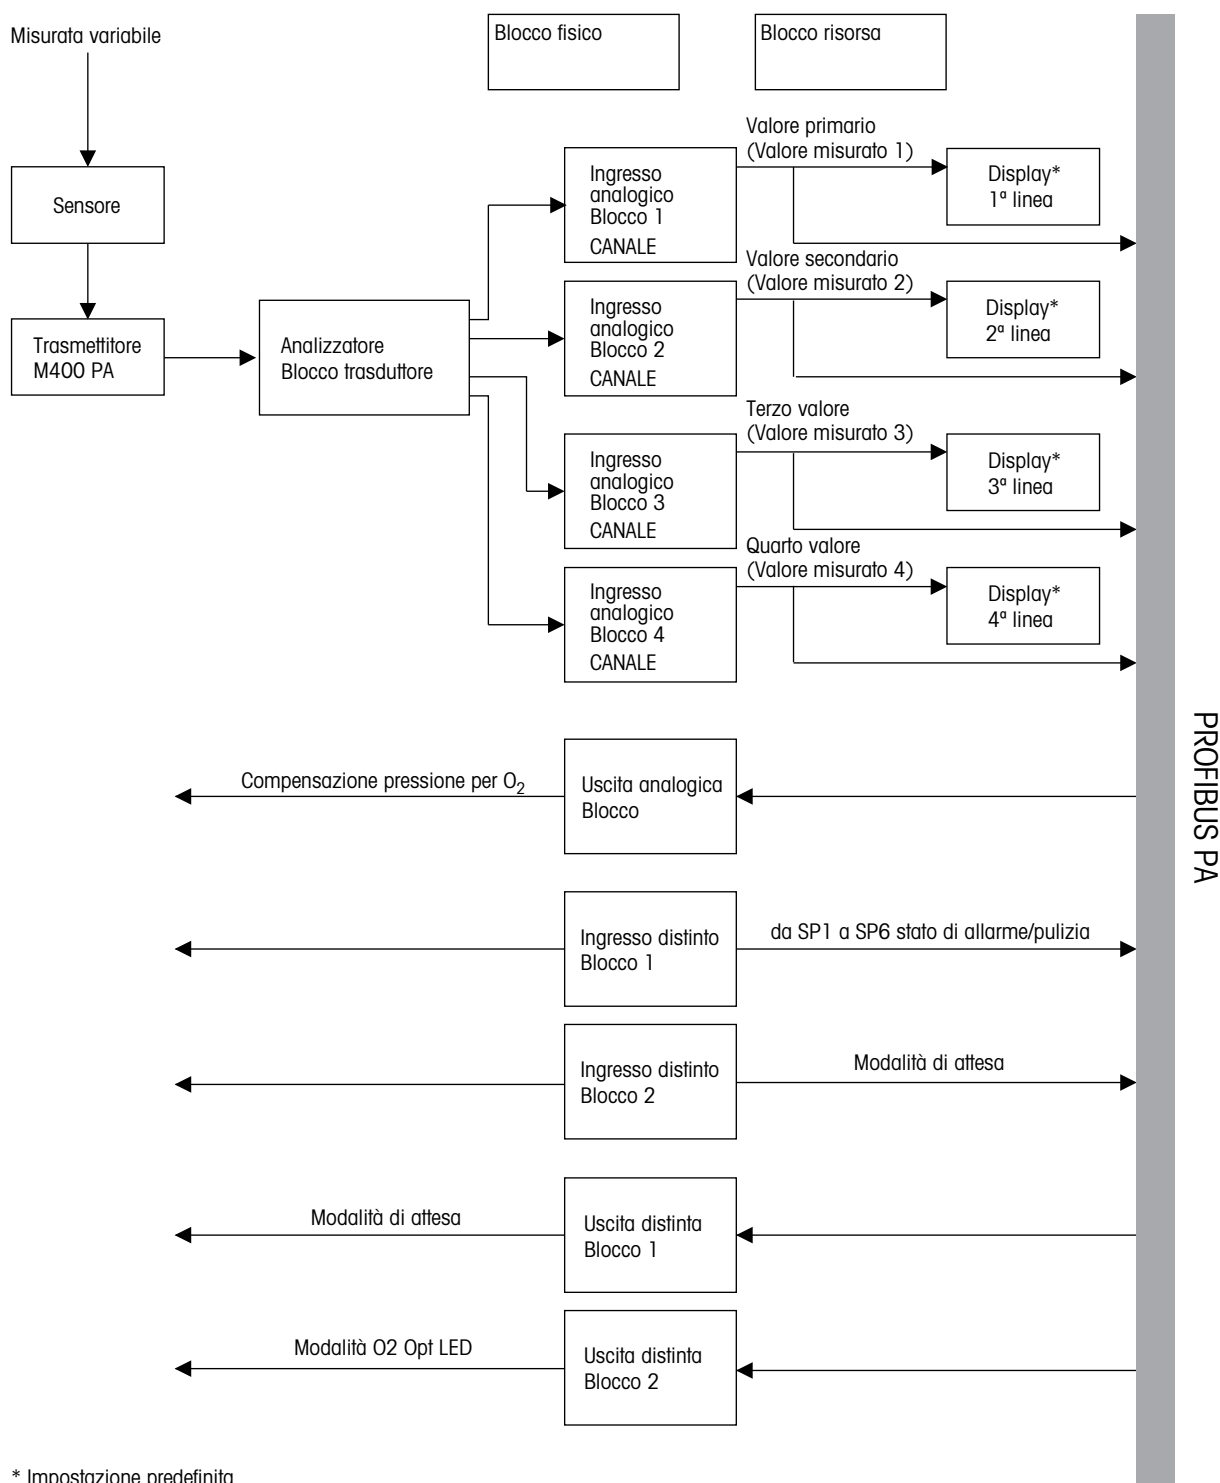 Misurata variabile
Blocco fisico
Blocco risorsa
Sensore
Trasmettitore
M400 PA
Analizzatore
Blocco trasduttore
Ingresso
analogico
Blocco 1
CANALE
Valore primario
(Valore misurato 1)
Display*
1ª linea
Ingresso
analogico
Blocco 2
CANALE
Valore secondario
(Valore misurato 2)
Display*
2ª linea
Ingresso
analogico
Blocco 3
CANALE
Terzo valore
(Valore misurato 3)
Display*
3ª linea
Ingresso
analogico
Blocco 4
CANALE
Quarto valore
(Valore misurato 4)
Display*
4ª linea
PROFIBUS PA
Compensazione pressione per O₂
Uscita analogica
Blocco
Ingresso distinto
Blocco 1
da SP1 a SP6 stato di allarme/pulizia
Ingresso distinto
Blocco 2
Modalità di attesa
Modalità di attesa
Uscita distinta
Blocco 1
Modalità O2 Opt LED
Uscita distinta
Blocco 2
* Impostazione predefinita